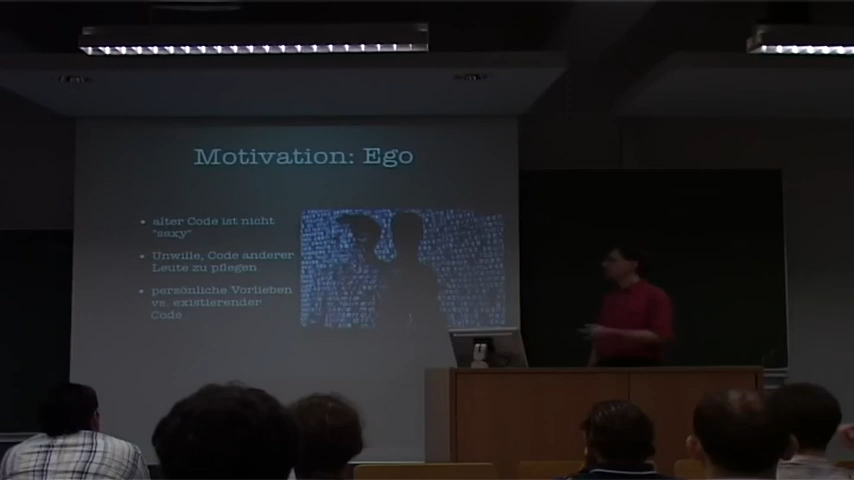 Motivation: Ego
• alter Code ist nicht
"sexy"
• Unwille, Code anderer
Leute zu pflegen
• persönliche Vorlieben
vs. existierender
Code